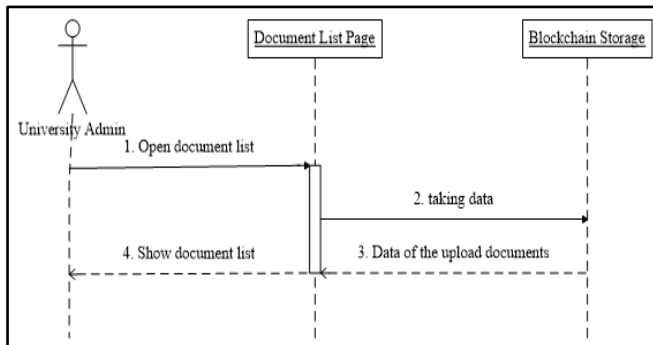 Document List Page
Blockchain Storage
University Admin
1. Open document list
2. taking data
4. Show document list
3. Data of the upload documents